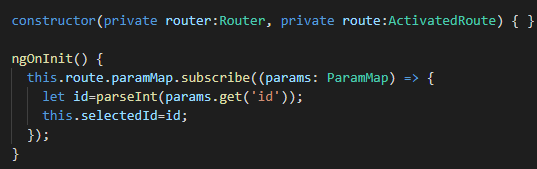 constructor(private router:Router, private route:ActivatedRoute) { }

ngOnInit() {
  this.route.paramMap.subscribe((params: ParamMap) => {
    let id=parseInt(params.get('id'));
    this.selectedId=id;
  });
}